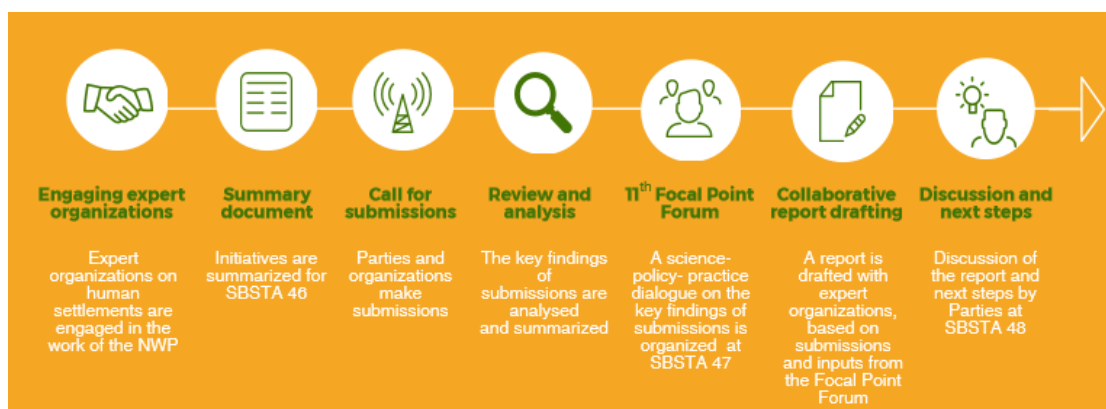 Engaging expert
organizations
Expert
organizations on
human
settlements are
engaged in the
work of the NWP
Summary
document
Initiatives are
summarized for
SBSTA 46
Call for
submissions
Parties and
organizations
make
submissions
Review and
analysis
The key findings
of
submissions are
analysed
and summarized
11th Focal Point
Forum
A science-
policy- practice
dialogue on the
key findings of
submissions is
organized at
SBSTA 47
Collaborative
report drafting
A report is
drafted with
expert
organizations,
based on
submissions
and inputs from
the Focal Point
Forum
Discussion and
next steps
Discussion of
the report and
next steps by
Parties at
SBSTA 48